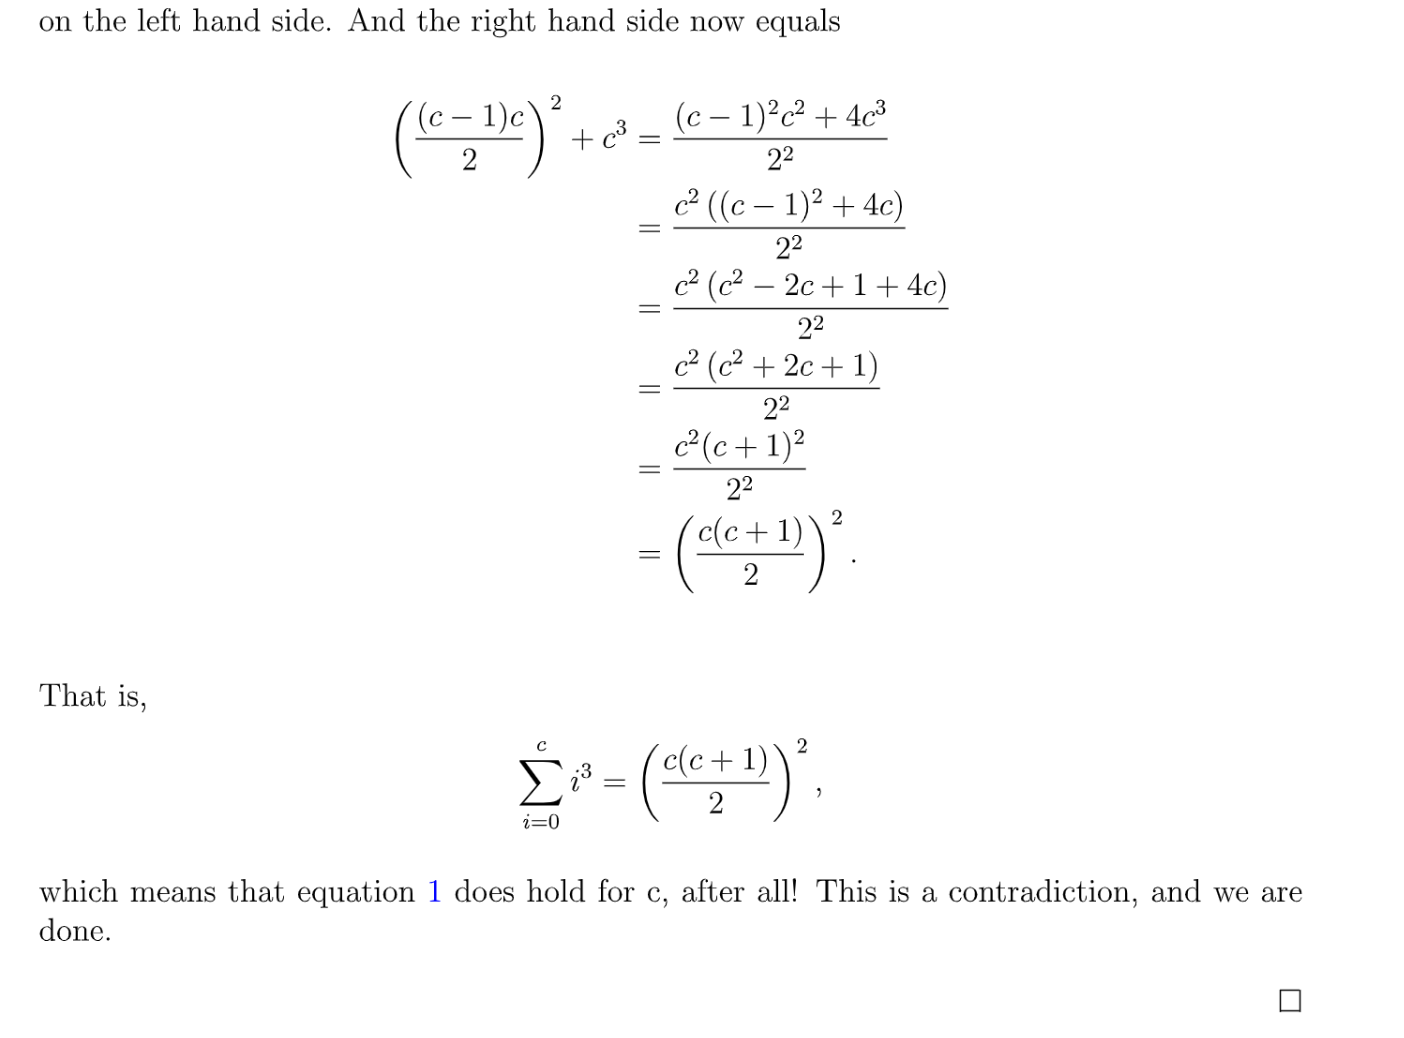 on the left hand side. And the right hand side now equals
\left(\frac{(c-1)c}{2}\right)^2 + c^3 = \frac{(c-1)^2c^2 + 4c^3}{2^2}
= \frac{c^2\left((c-1)^2 + 4c\right)}{2^2}
= \frac{c^2\left(c^2 - 2c + 1 + 4c\right)}{2^2}
= \frac{c^2\left(c^2 + 2c + 1\right)}{2^2}
= \frac{c^2(c+1)^2}{2^2}
= \left(\frac{c(c+1)}{2}\right)^2.
That is,
\sum_{i=0}^{c} i^3 = \left(\frac{c(c+1)}{2}\right)^2,
which means that equation 1 does hold for c, after all! This is a contradiction, and we are
done.
□